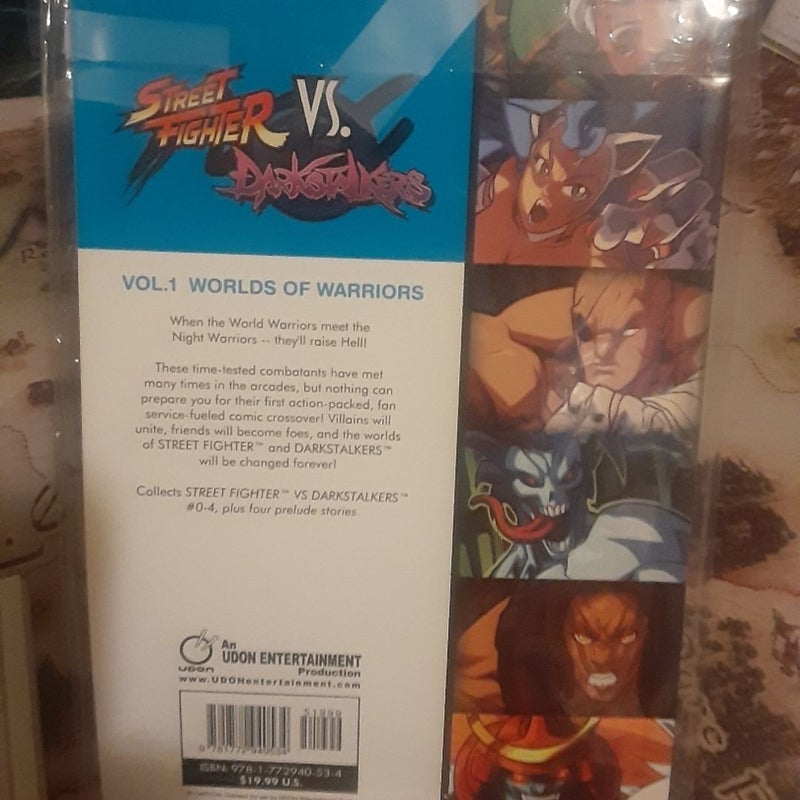 STREET
FIGHTER
VS.
DARKSTALKERS
VOL.1 WORLDS OF WARRIORS
When the World Warriors meet the
Night Warriors -- they'll raise Hell!
These time-tested combatants have met
many times in the arcades, but nothing can
prepare you for their first action-packed, fan
service-fueled comic crossover! Villains will
unite, friends will become foes, and the worlds
of STREET FIGHTER™ and DARKSTALKERS™
will be changed forever!
Collects STREET FIGHTER™ VS DARKSTALKERS™
#0-4, plus four prelude stories.
An
UDON ENTERTAINMENT
Production
UDON
www.UDONentertainment.com
51999
9 781772 940534
ISBN: 978-1-772940-53-4
$19.99 U.S.